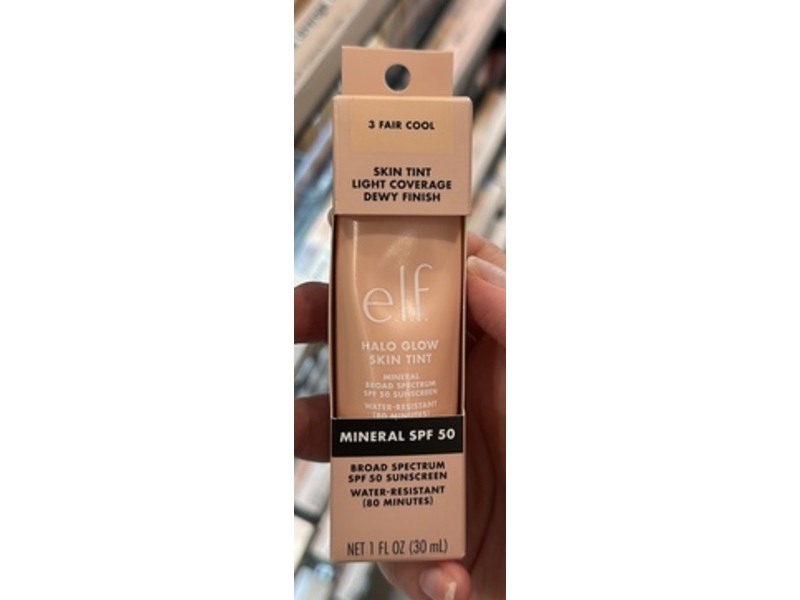 3 FAIR COOL
SKIN TINT
LIGHT COVERAGE
DEWY FINISH
e.l.f.
HALO GLOW
SKIN TINT
MINERAL
BROAD SPECTRUM
SPF 50 SUNSCREEN
WATER-RESISTANT
(80 MINUTES)
MINERAL SPF 50
BROAD SPECTRUM
SPF 50 SUNSCREEN
WATER-RESISTANT
(80 MINUTES)
NET 1 FL OZ (30 mL)